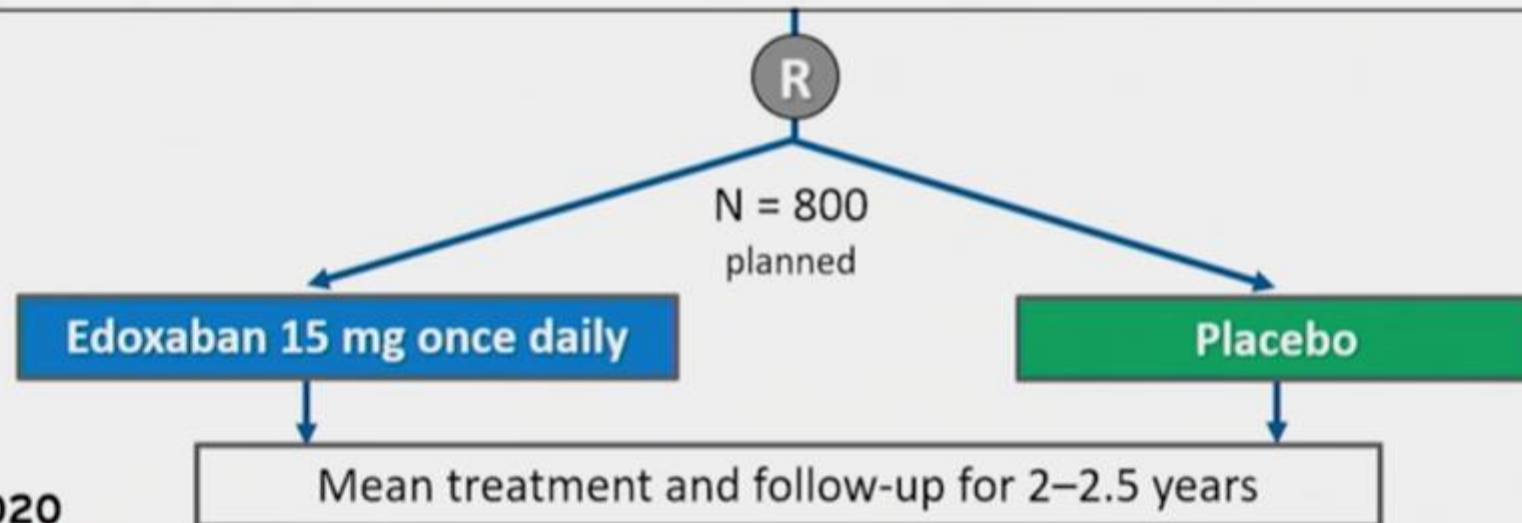 R
N = 800
planned
Edoxaban 15 mg once daily
Placebo
Mean treatment and follow-up for 2–2.5 years